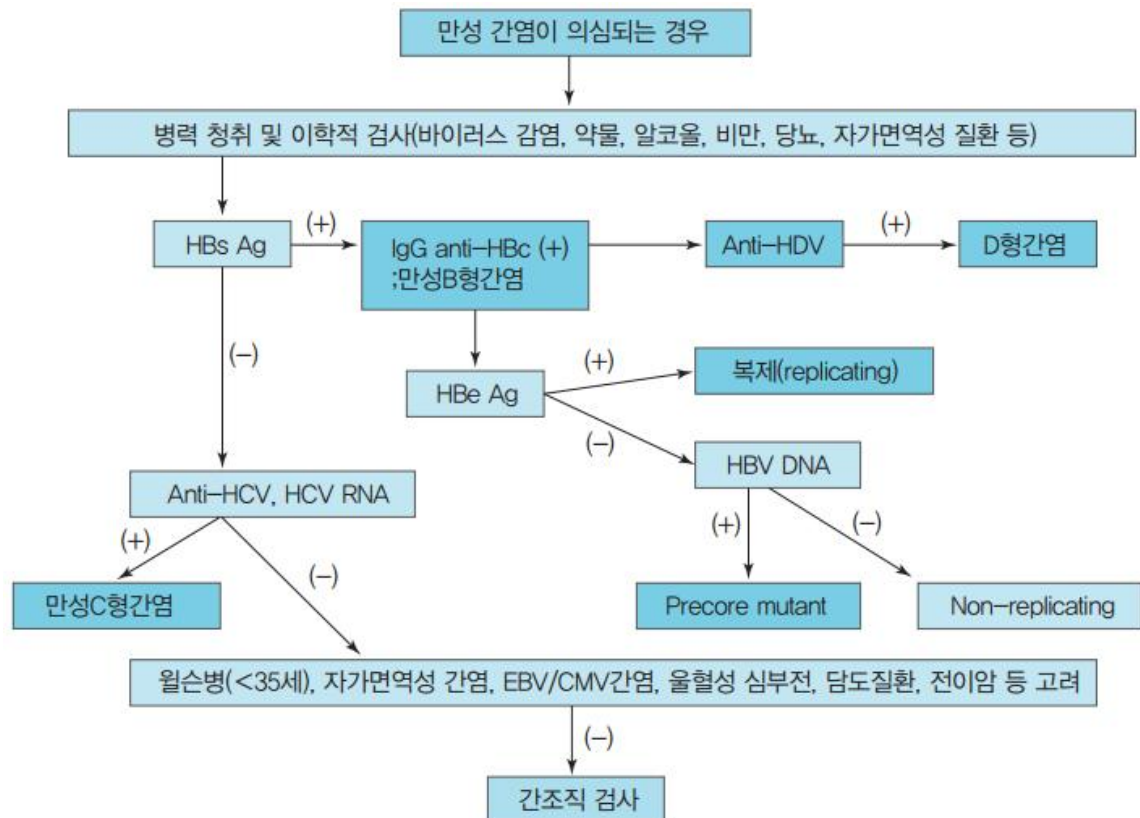 만성 간염이 의심되는 경우
병력 청취 및 이학적 검사(바이러스 감염, 약물, 알코올, 비만, 당뇨, 자가면역성 질환 등)
HBs Ag
(+)
IgG anti-HBc (+)
;만성B형간염
Anti-HDV
(+)
D형간염
(-)
HBe Ag
(+)
복제(replicating)
(-)
HBV DNA
Anti-HCV, HCV RNA
(+)
(-)
(+)
(-)
만성C형간염
Precore mutant
Non-replicating
윌슨병(<35세), 자가면역성 간염, EBV/CMV간염, 울혈성 심부전, 담도질환, 전이암 등 고려
(-)
간조직 검사